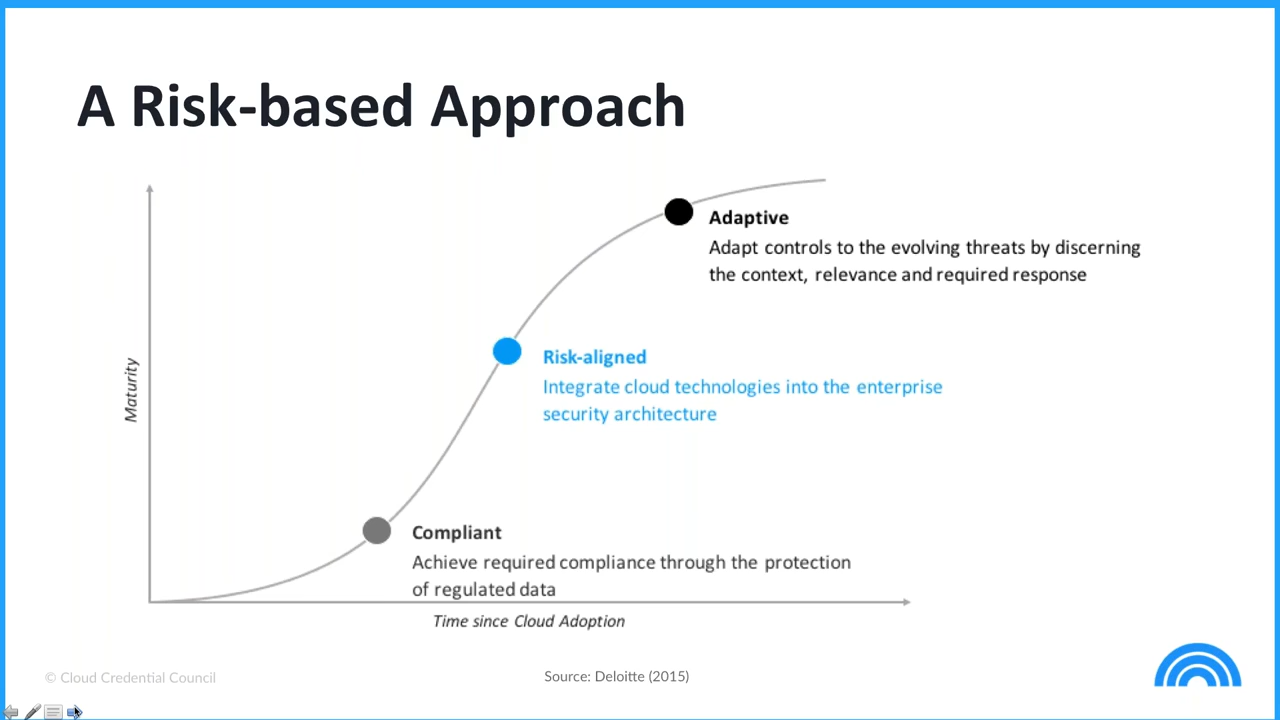 A Risk-based Approach
Adaptive
Adapt controls to the evolving threats by discerning
the context, relevance and required response
Maturity
Risk-aligned
Integrate cloud technologies into the enterprise
security architecture
Compliant
Achieve required compliance through the protection
of regulated data
Time since Cloud Adoption
© Cloud Credential Council
Source: Deloitte (2015)